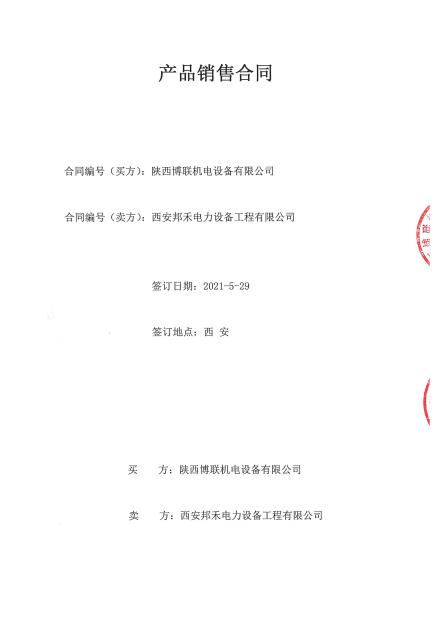 产品销售合同
合同编号（买方）：陕西博联机电设备有限公司
合同编号（卖方）：西安邦禾电力设备工程有限公司
签订日期：2021-5-29
签订地点：西 安
买 方：陕西博联机电设备有限公司
卖 方：西安邦禾电力设备工程有限公司
博联